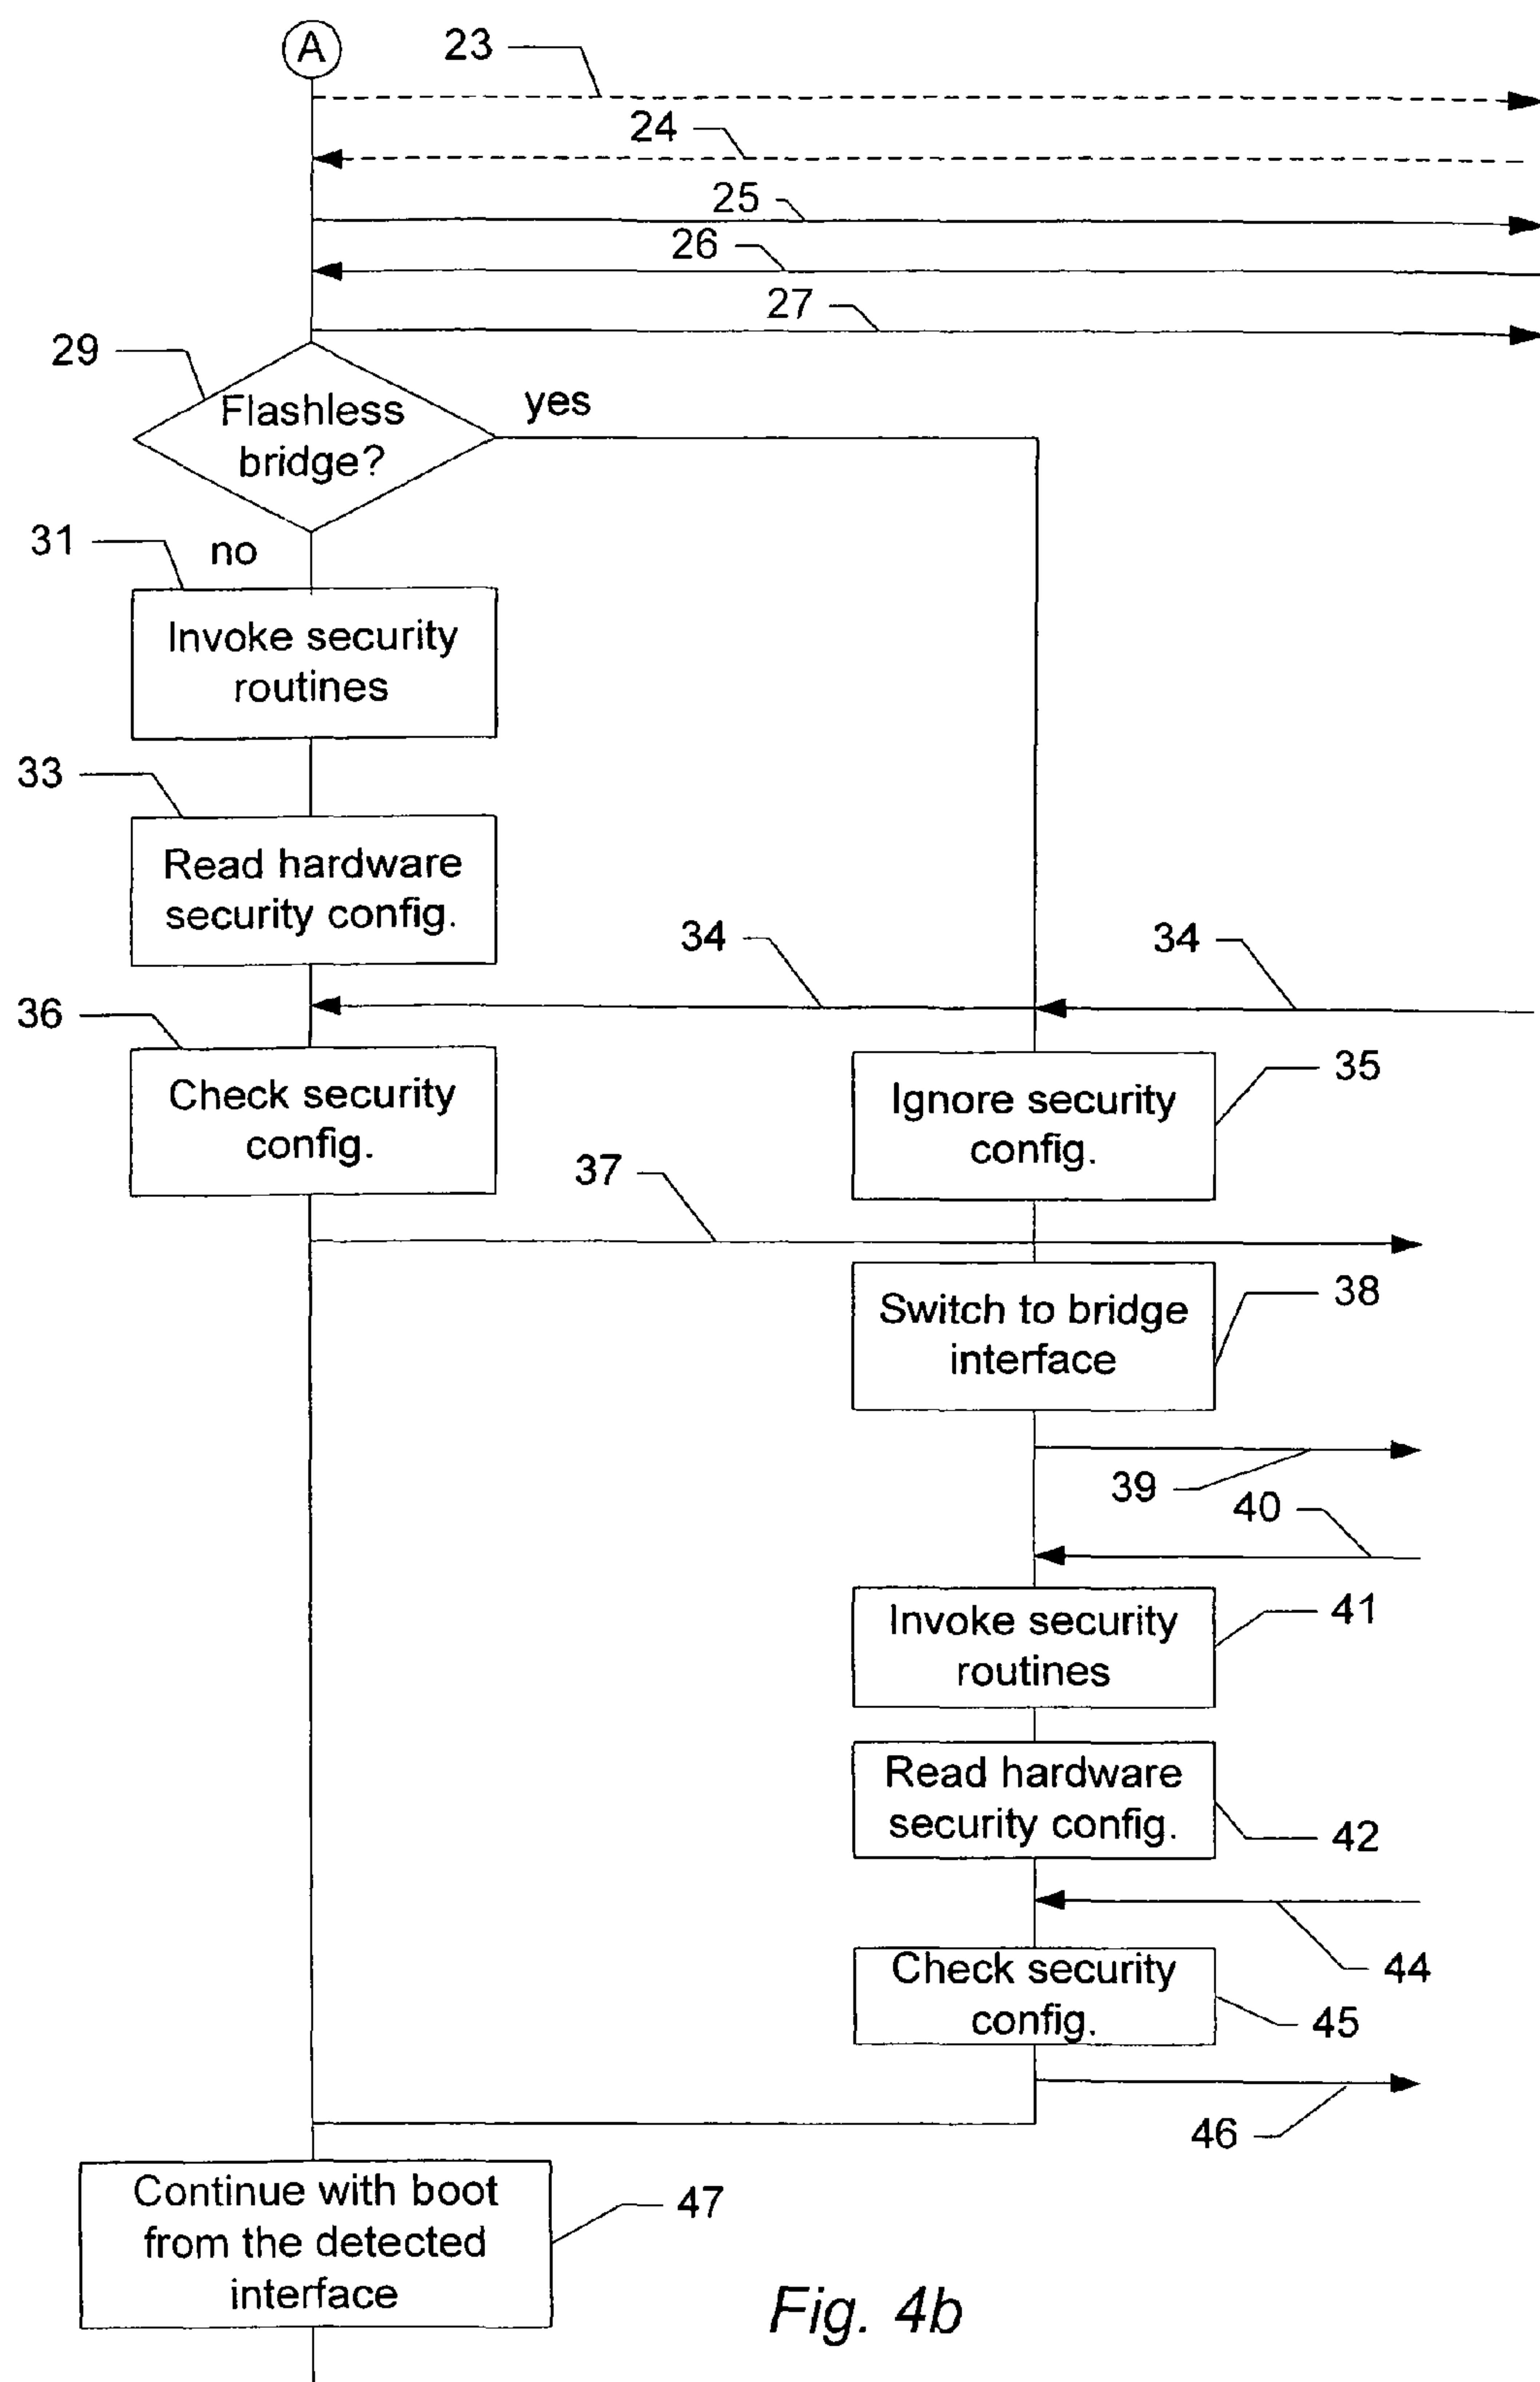 A
23
24
25
26
27
29
Flashless
bridge?
yes
31
no
Invoke security
routines
33
Read hardware
security config.
34
34
36
Check security
config.
Ignore security
config.
35
37
Switch to bridge
interface
38
39
40
Invoke security
routines
41
Read hardware
security config.
42
44
Check security
config.
45
46
Continue with boot
from the detected
interface
47
Fig. 4b